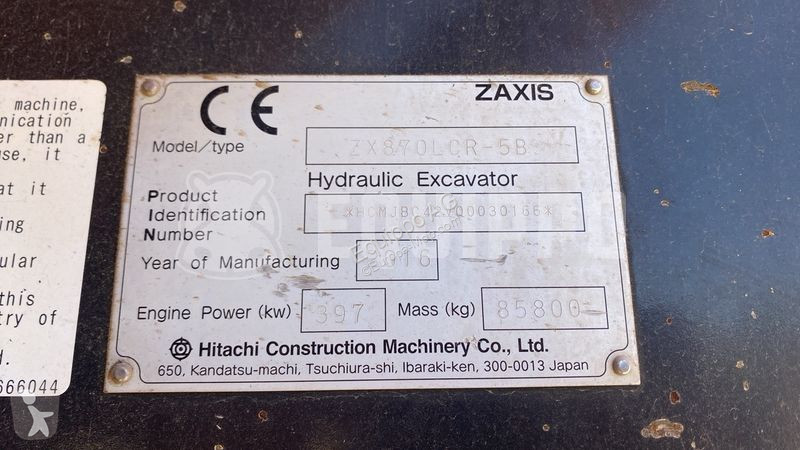 machine,
nication
er than a
use, it
at it
ing
ular
this
try of
d.
666044
CE
ZAXIS
Model/type ZX870LCR-5B
Hydraulic Excavator
Product
Identification
Number
Year of Manufacturing 2016
Engine Power (kw) 397 Mass (kg) 85800
Hitachi Construction Machinery Co., Ltd.
650, Kandatsu-machi, Tsuchiura-shi, Ibaraki-ken, 300-0013 Japan